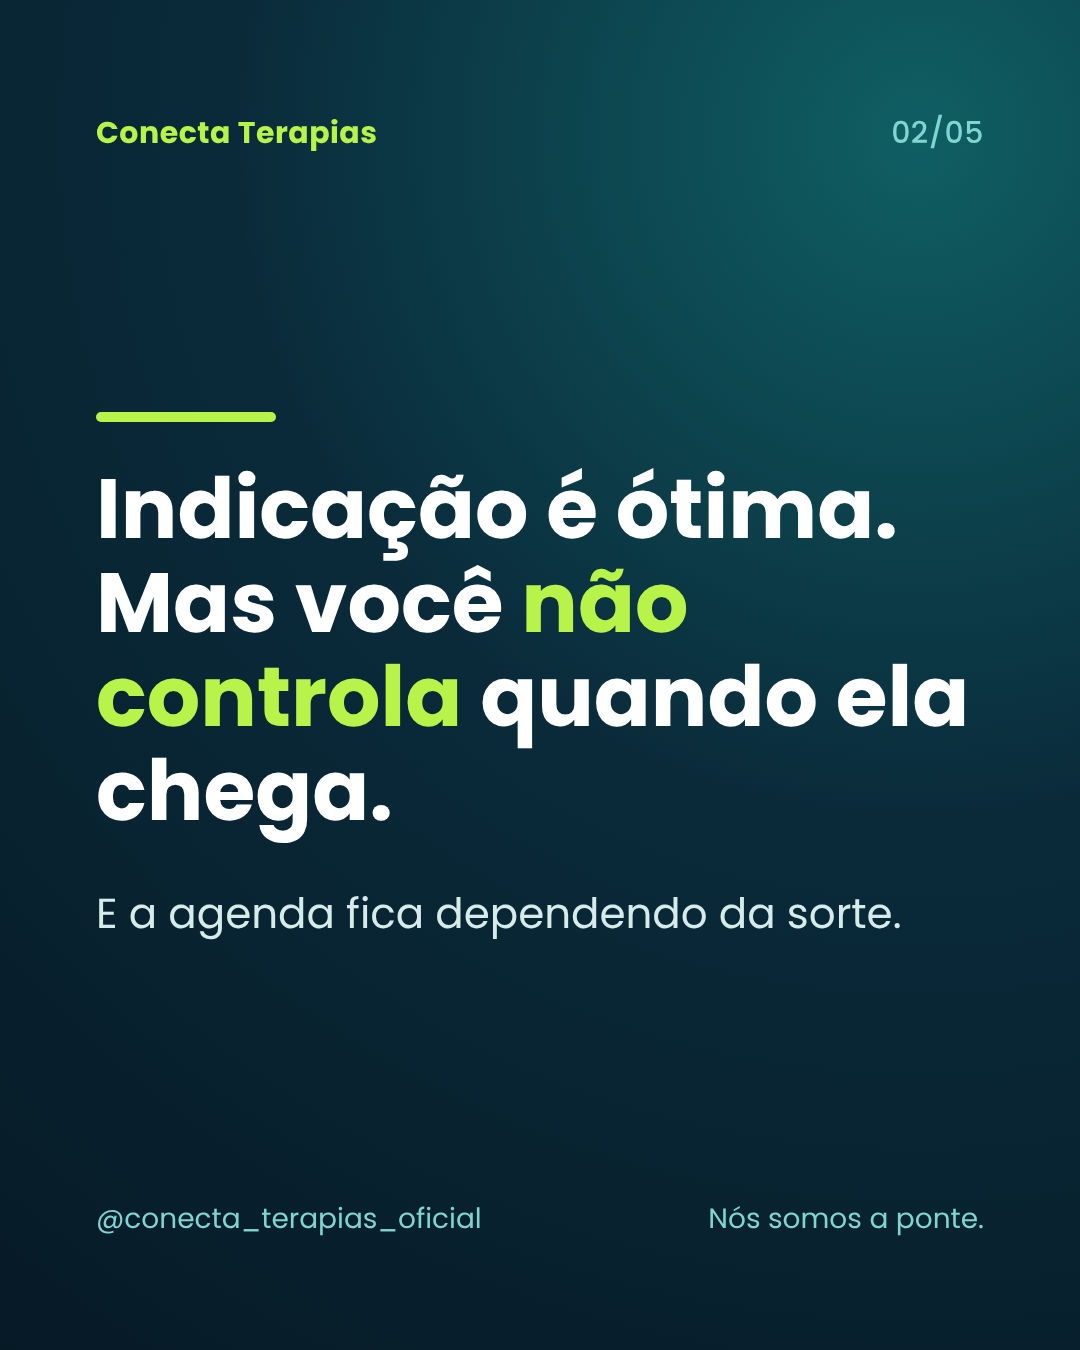 Conecta Terapias
02/05
Indicação é ótima.
Mas você não
controla quando ela
chega.
E a agenda fica dependendo da sorte.
@conecta_terapias_oficial
Nós somos a ponte.